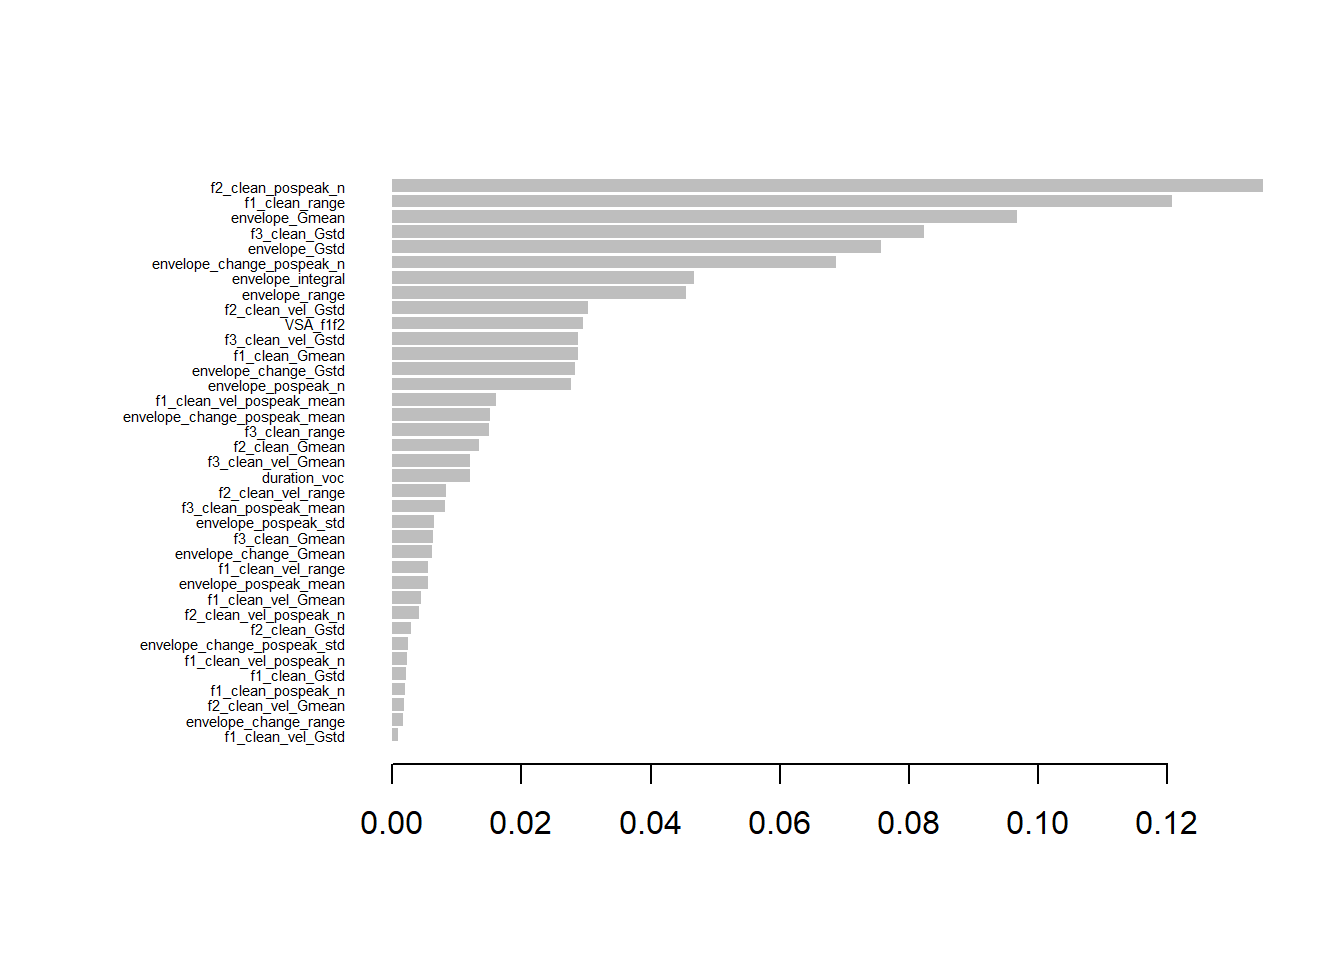 f2_clean_pospeak_n
f1_clean_range
envelope_Gmean
f3_clean_Gstd
envelope_Gstd
envelope_change_pospeak_n
envelope_integral
envelope_range
f2_clean_vel_Gstd
VSA_f1f2
f3_clean_vel_Gstd
f1_clean_Gmean
envelope_change_Gstd
envelope_pospeak_n
f1_clean_vel_pospeak_mean
envelope_change_pospeak_mean
f3_clean_range
f2_clean_Gmean
f3_clean_vel_Gmean
duration_voc
f2_clean_vel_range
f3_clean_pospeak_mean
envelope_pospeak_std
f3_clean_Gmean
envelope_change_Gmean
f1_clean_vel_range
envelope_pospeak_mean
f1_clean_vel_Gmean
f2_clean_vel_pospeak_n
f2_clean_Gstd
envelope_change_pospeak_std
f1_clean_vel_pospeak_n
f1_clean_Gstd
f1_clean_pospeak_n
f2_clean_vel_Gmean
envelope_change_range
f1_clean_vel_Gstd
0.00 0.02 0.04 0.06 0.08 0.10 0.12